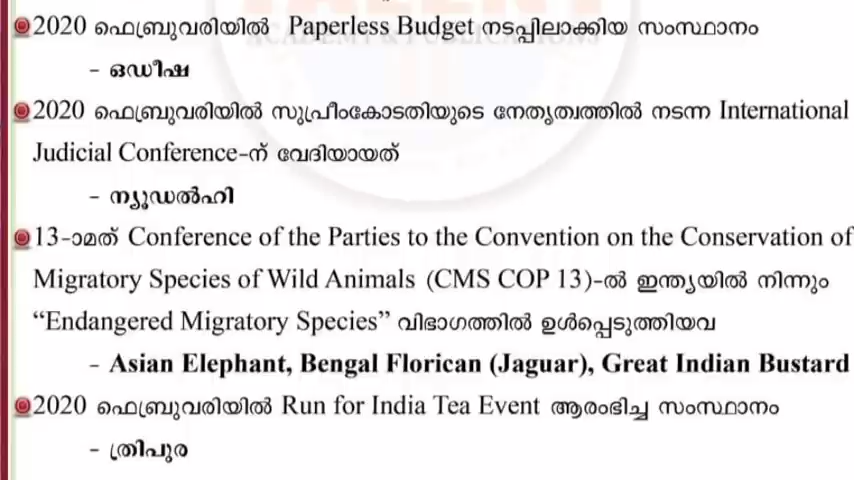 2020 ഫെബ്രുവരിയിൽ Paperless Budget നടപ്പിലാക്കിയ സംസ്ഥാനം
- ഒഡീഷ
2020 ഫെബ്രുവരിയിൽ സുപ്രീംകോടതിയുടെ നേതൃത്വത്തിൽ നടന്ന International
Judicial Conference-ന് വേദിയായത്
- ന്യൂഡൽഹി
13-ാമത് Conference of the Parties to the Convention on the Conservation of
Migratory Species of Wild Animals (CMS COP 13)-ൽ ഇന്ത്യയിൽ നിന്നും
“Endangered Migratory Species” വിഭാഗത്തിൽ ഉൾപ്പെടുത്തിയവ
- Asian Elephant, Bengal Florican (Jaguar), Great Indian Bustard
2020 ഫെബ്രുവരിയിൽ Run for India Tea Event ആരംഭിച്ച സംസ്ഥാനം
- ത്രിപുര